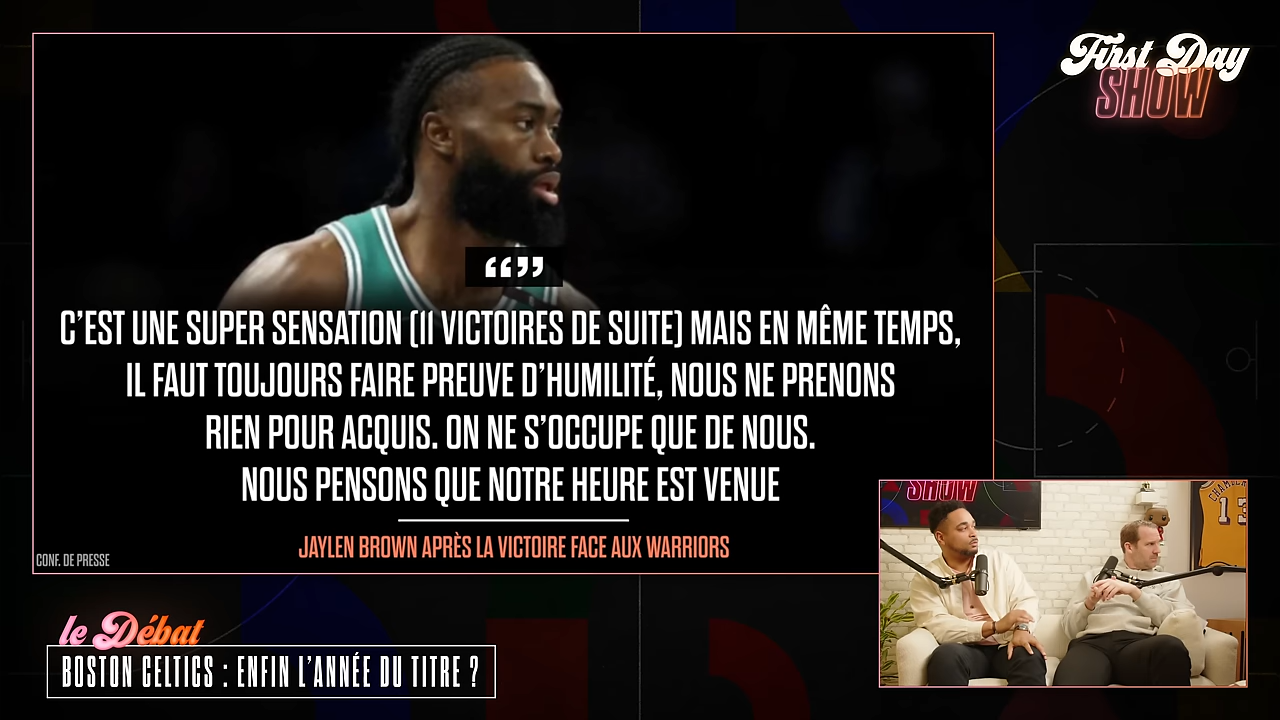 First Day
SHOW
“”
C’EST UNE SUPER SENSATION (11 VICTOIRES DE SUITE) MAIS EN MÊME TEMPS,
IL FAUT TOUJOURS FAIRE PREUVE D’HUMILITÉ, NOUS NE PRENONS
RIEN POUR ACQUIS. ON NE S’OCCUPE QUE DE NOUS.
NOUS PENSONS QUE NOTRE HEURE EST VENUE
JAYLEN BROWN APRÈS LA VICTOIRE FACE AUX WARRIORS
CONF. DE PRESSE
SHOW
13
le Débat
BOSTON CELTICS : ENFIN L’ANNÉE DU TITRE ?